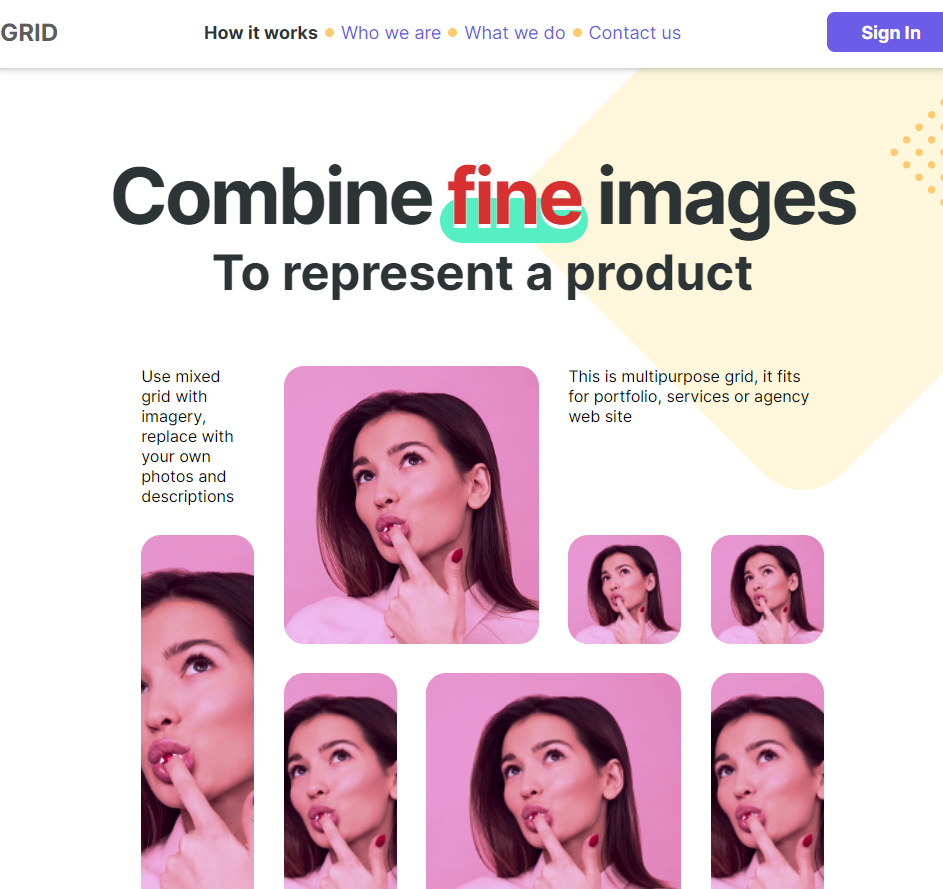 GRID
How it works Who we are What we do Contact us
Sign In
Combine fine images
To represent a product
Use mixed
grid with
imagery,
replace with
your own
photos and
descriptions
This is multipurpose grid, it fits
for portfolio, services or agency
web site